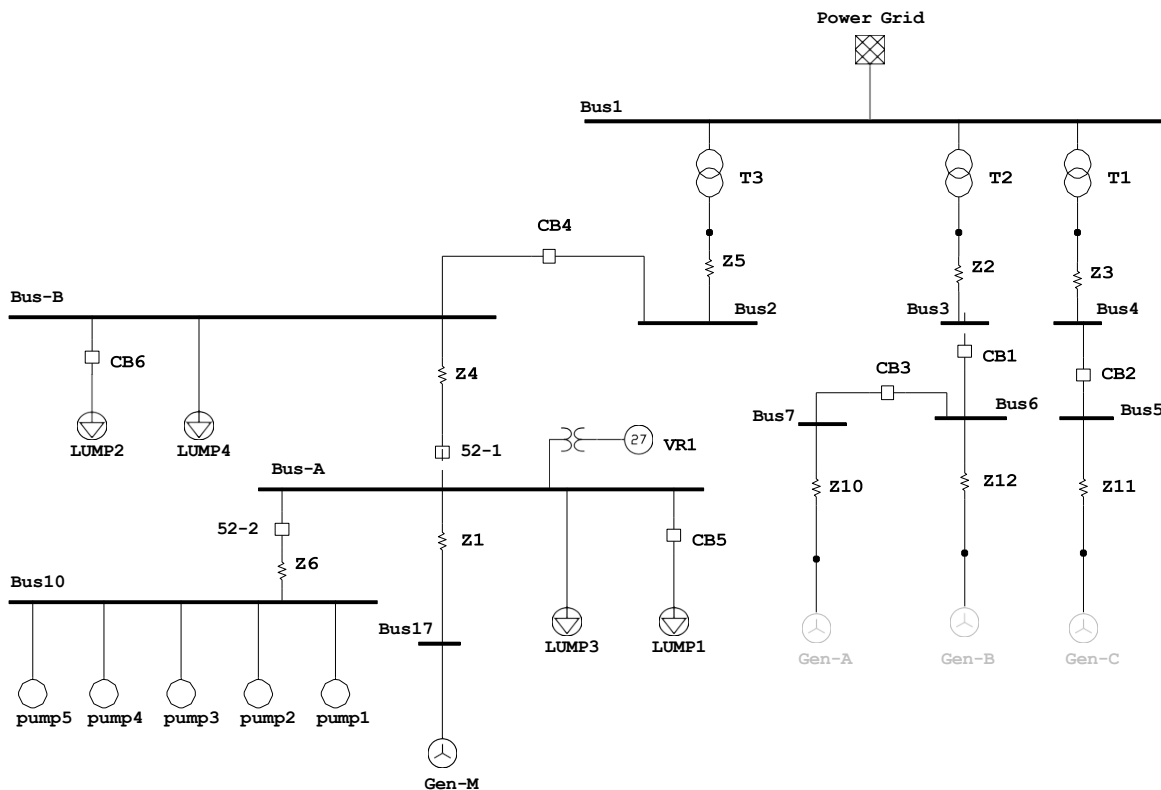 Power Grid
Bus1
T3
T2
T1
CB4
Z5
Z2
Z3
Bus-B
Bus2
Bus3
Bus4
CB6
Z4
CB1
CB3
CB2
Bus7
Bus6
Bus5
LUMP2
LUMP4
52-1
27
VR1
Bus-A
Z10
Z12
Z11
52-2
Z1
CB5
Z6
Bus10
Bus17
LUMP3
LUMP1
Gen-A
Gen-B
Gen-C
pump5
pump4
pump3
pump2
pump1
Gen-M